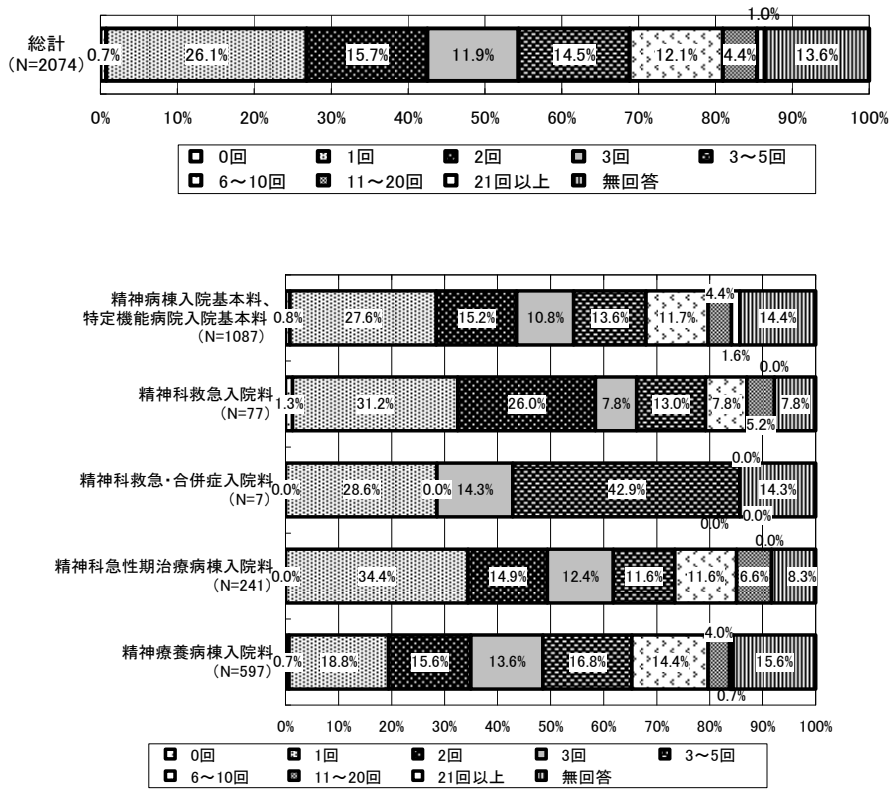 1.0%
総計
(N=2074)
0.7% 26.1% 15.7% 11.9% 14.5% 12.1% 4.4% 13.6%
0% 10% 20% 30% 40% 50% 60% 70% 80% 90% 100%
0回 1回 2回 3回 3～5回
6～10回 11～20回 21回以上 無回答
精神病棟入院基本料、
特定機能病院入院基本料
(N=1087)
4.4%
0.8% 27.6% 15.2% 10.8% 13.6% 11.7% 14.4%
1.6%
0.0%
精神科救急入院料
(N=77)
1.3% 31.2% 26.0% 7.8% 13.0% 7.8% 7.8%
5.2%
0.0%
精神科救急・合併症入院料
(N=7)
0.0% 28.6% 0.0% 14.3% 42.9% 14.3%
0.0% 0.0%
0.0%
精神科急性期治療病棟入院料
(N=241)
0.0% 34.4% 14.9% 12.4% 11.6% 11.6% 6.6% 8.3%
4.0%
精神療養病棟入院料
(N=597)
0.7% 18.8% 15.6% 13.6% 16.8% 14.4% 15.6%
0.7%
0% 10% 20% 30% 40% 50% 60% 70% 80% 90% 100%
0回 1回 2回 3回 3～5回
6～10回 11～20回 21回以上 無回答